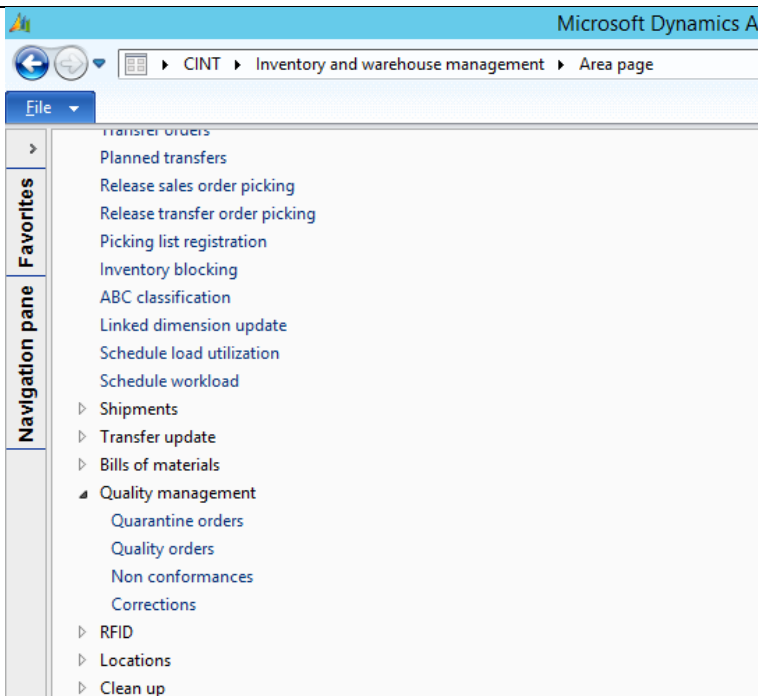 Microsoft Dynamics A
CINT Inventory and warehouse management Area page
File
Favorites
Navigation pane
Transfer orders
Planned transfers
Release sales order picking
Release transfer order picking
Picking list registration
Inventory blocking
ABC classification
Linked dimension update
Schedule load utilization
Schedule workload
Shipments
Transfer update
Bills of materials
Quality management
Quarantine orders
Quality orders
Non conformances
Corrections
RFID
Locations
Clean up